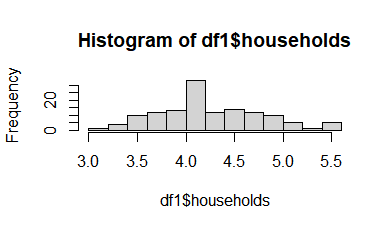 Histogram of df1$households
Frequency
20
0
3.0 3.5 4.0 4.5 5.0 5.5
df1$households